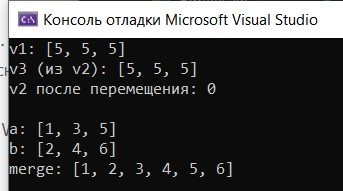 Консоль отладки Microsoft Visual Studio
v1: [5, 5, 5]
v3 (из v2): [5, 5, 5]
v2 после перемещения: 0
a: [1, 3, 5]
b: [2, 4, 6]
merge: [1, 2, 3, 4, 5, 6]